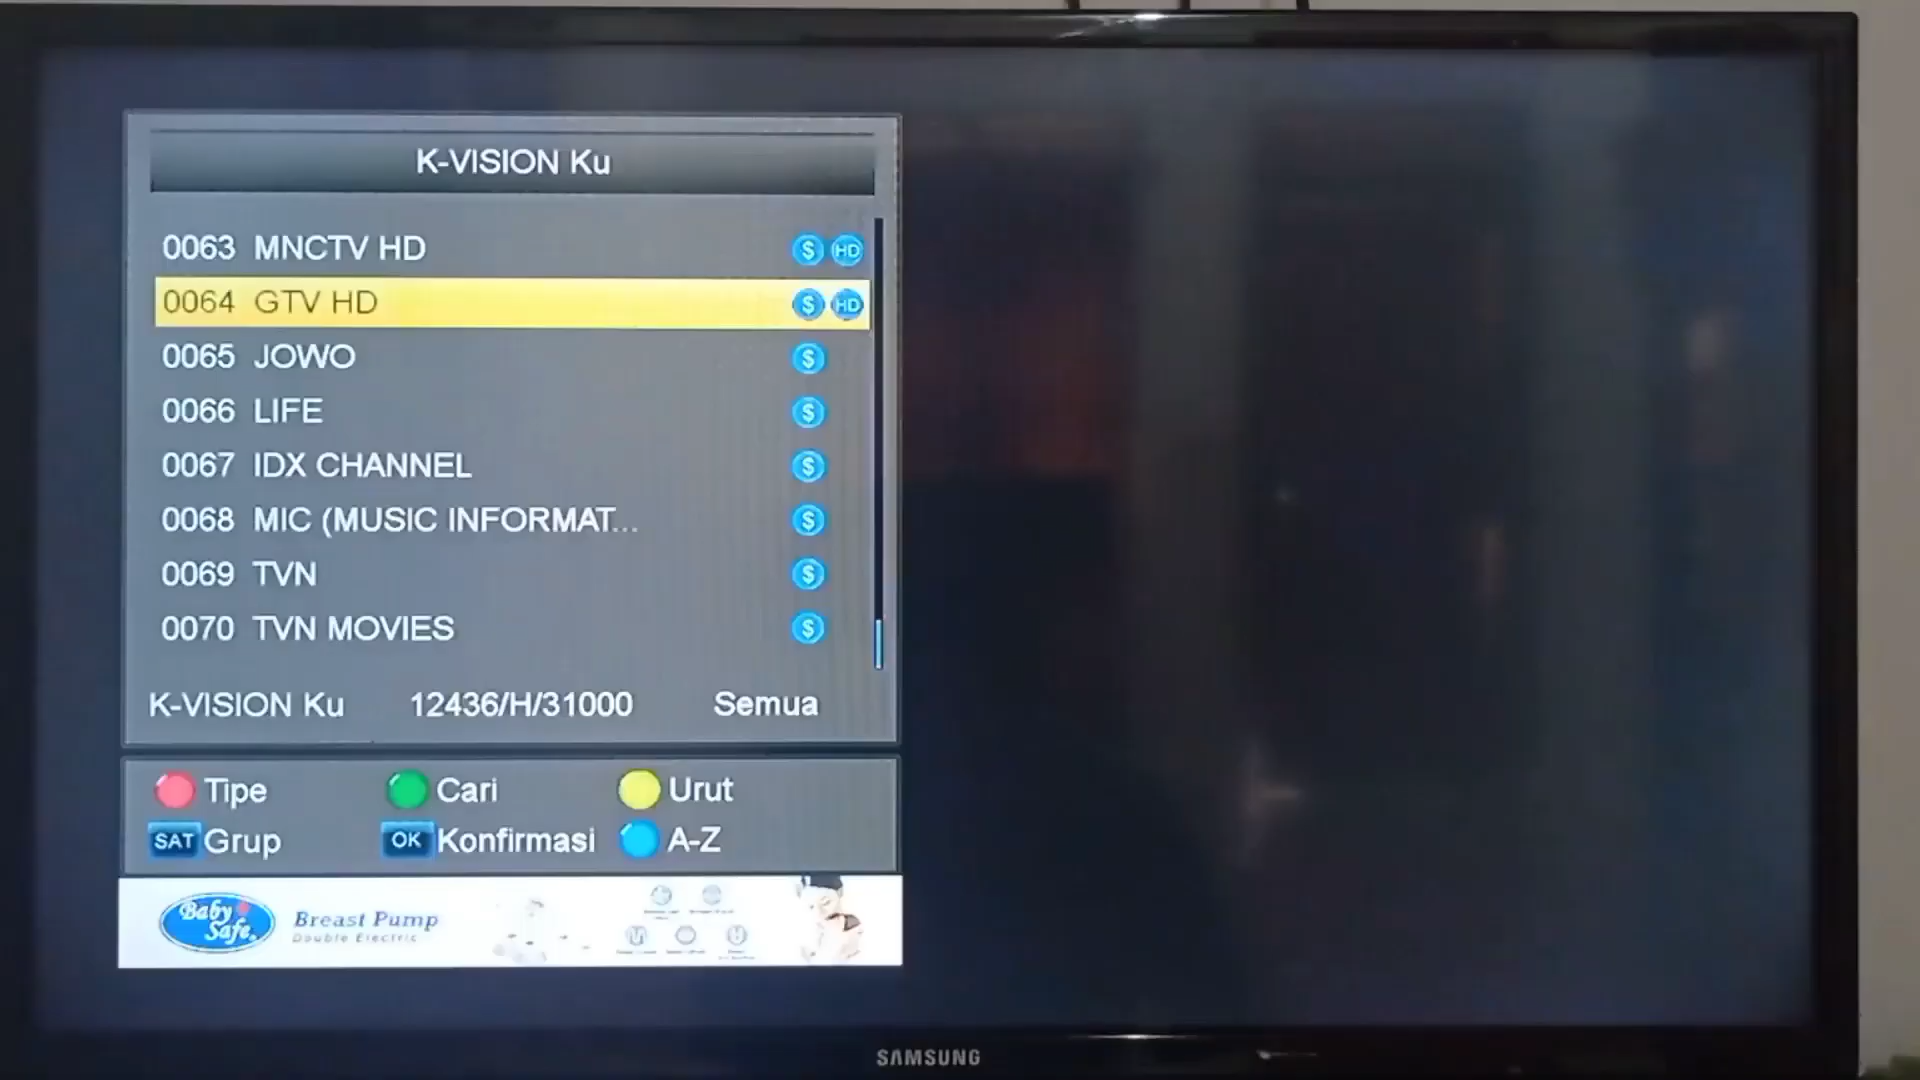 K-VISION Ku
0063 MNCTV HD $ HD
0064 GTV HD $ HD
0065 JOWO $
0066 LIFE $
0067 IDX CHANNEL $
0068 MIC (MUSIC INFORMAT... $
0069 TVN $
0070 TVN MOVIES $
K-VISION Ku 12436/H/31000 Semua
Tipe Cari Urut
SAT Grup OK Konfirmasi A-Z
Baby Safe
Breast Pump
Double Electric
SAMSUNG